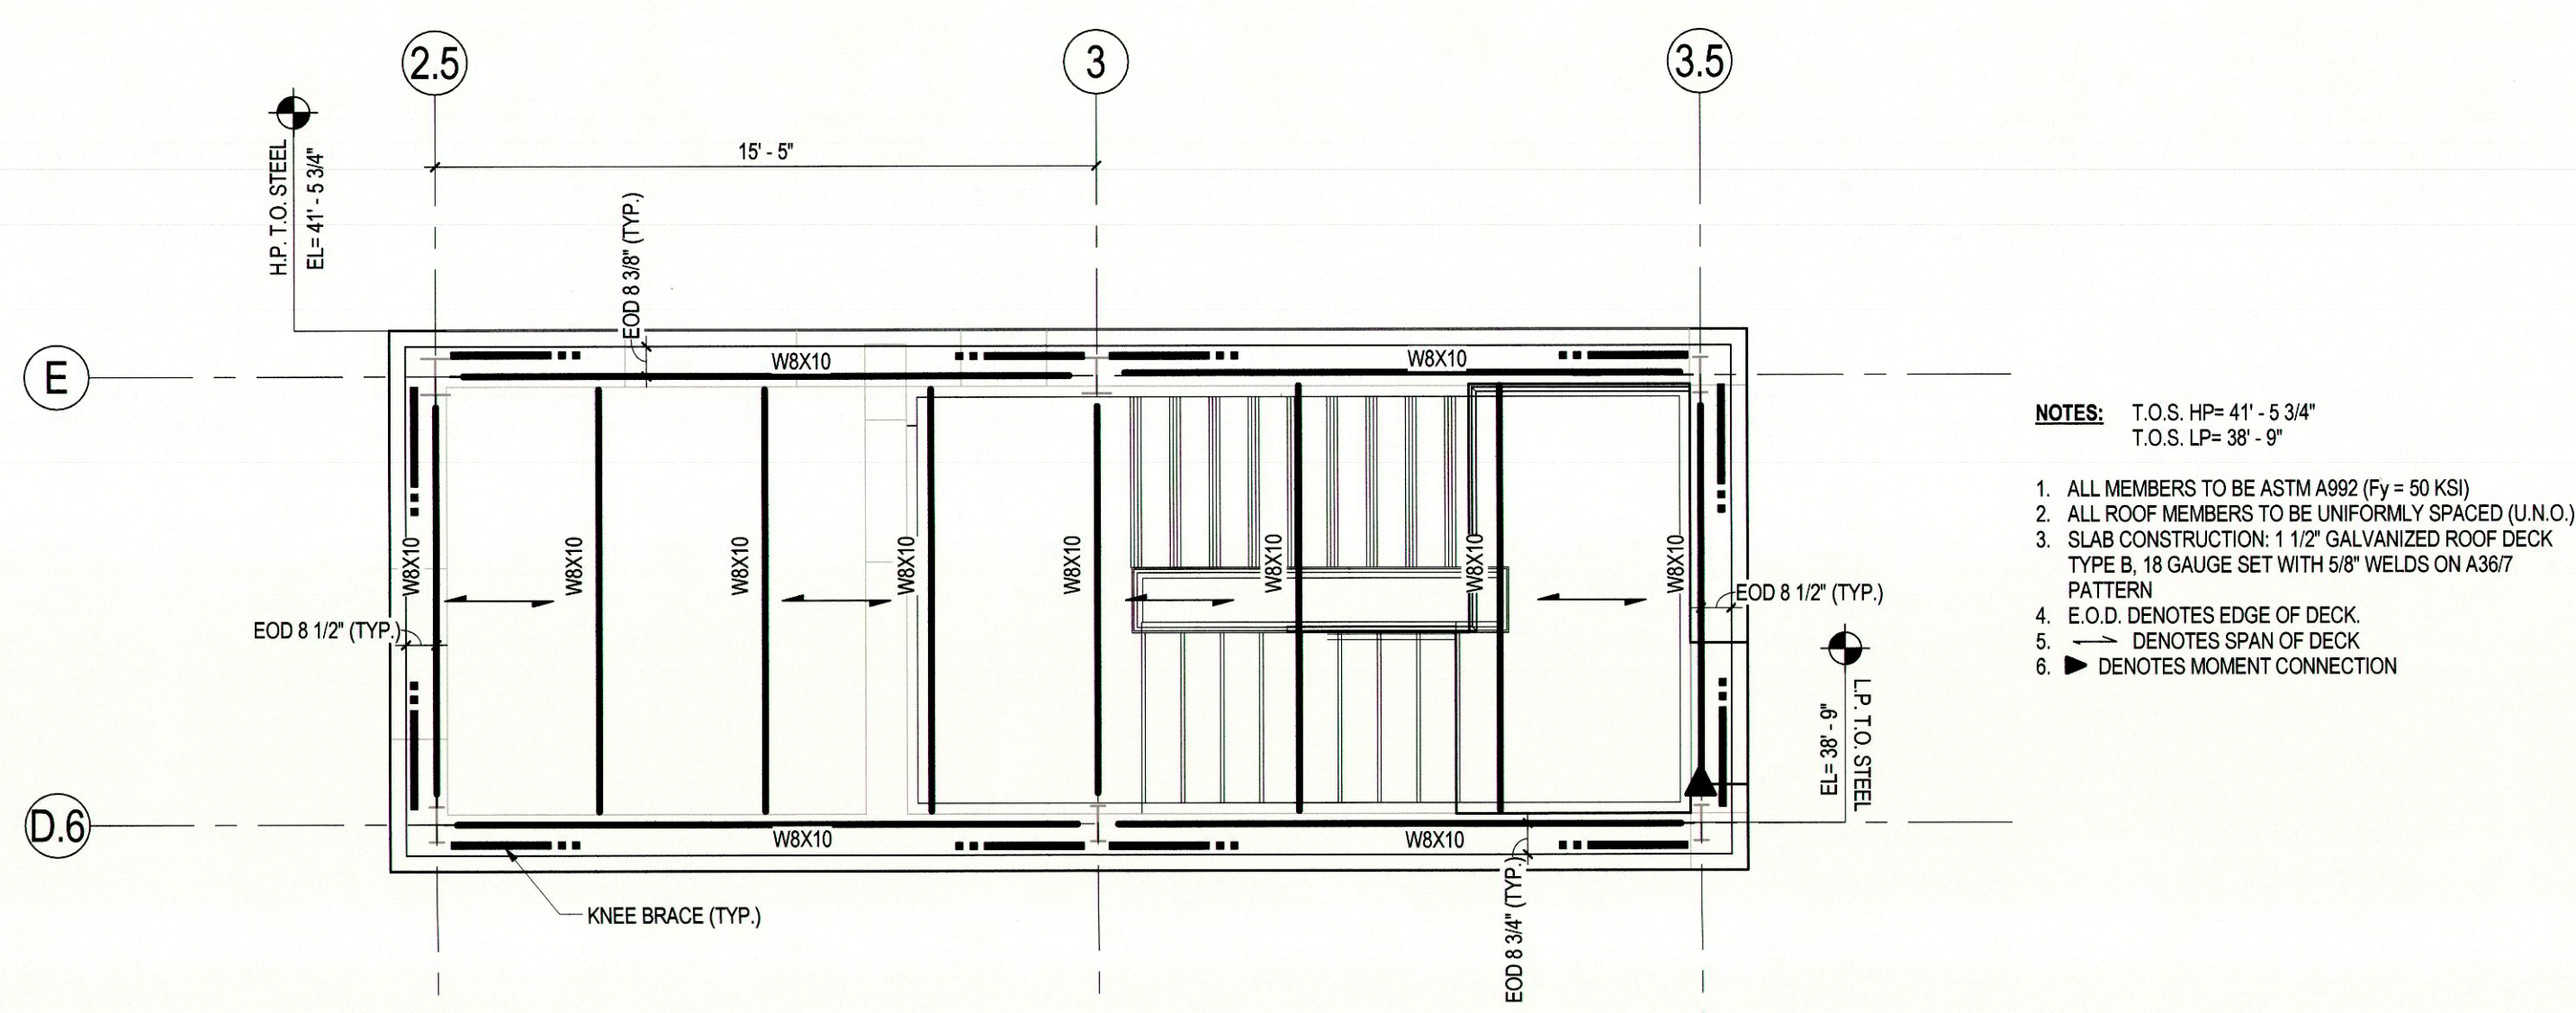 2.5
3
3.5
15' - 5"
H.P. T.O. STEEL
EL= 41' - 5 3/4"
EOD 8 3/8" (TYP.)
E
W8X10
W8X10
NOTES: T.O.S. HP= 41' - 5 3/4"
T.O.S. LP= 38' - 9"
1. ALL MEMBERS TO BE ASTM A992 (Fy = 50 KSI)
2. ALL ROOF MEMBERS TO BE UNIFORMLY SPACED (U.N.O.)
3. SLAB CONSTRUCTION: 1 1/2" GALVANIZED ROOF DECK
TYPE B, 18 GAUGE SET WITH 5/8" WELDS ON A36/7
PATTERN
4. E.O.D. DENOTES EDGE OF DECK.
5. DENOTES SPAN OF DECK
6. DENOTES MOMENT CONNECTION
W8X10
W8X10
W8X10
W8X10
W8X10
W8X10
W8X10
W8X10
EOD 8 1/2" (TYP.)
EOD 8 1/2" (TYP.)
EL= 38' - 9"
L.P. T.O. STEEL
D.6
W8X10
W8X10
KNEE BRACE (TYP.)
EOD 8 3/4" (TYP.)